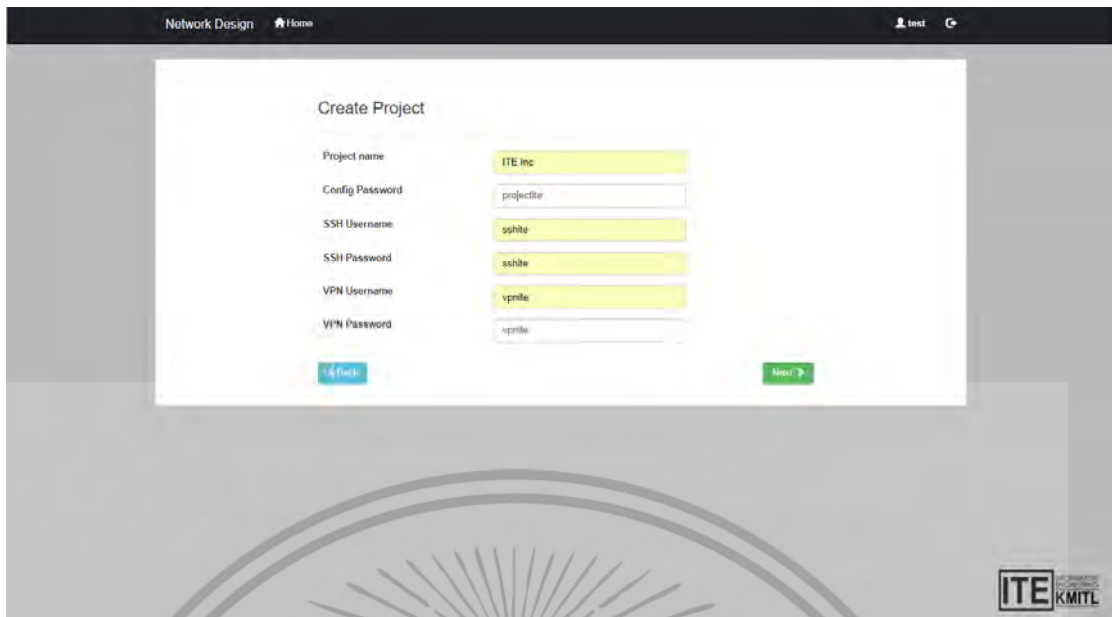 Network Design Home test
Create Project
Project name ITE Inc
Config Password projectite
SSH Username sshite
SSH Password sshite
VPN Username vpnite
VPN Password vpnite
Back Next
ITE
KMITL